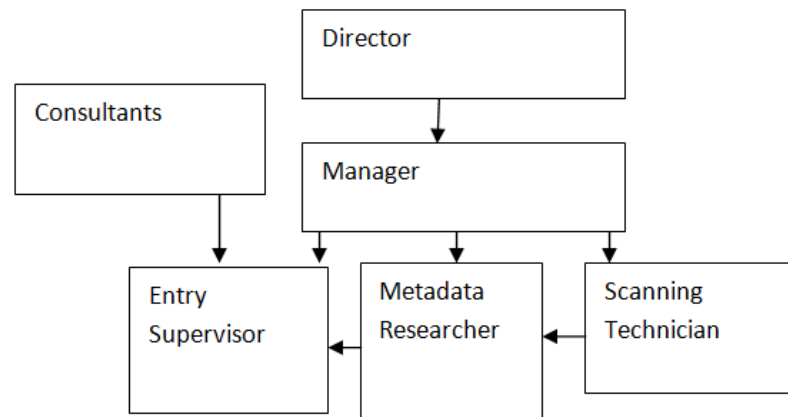 Director
Consultants
Manager
Entry
Supervisor
Metadata
Researcher
Scanning
Technician